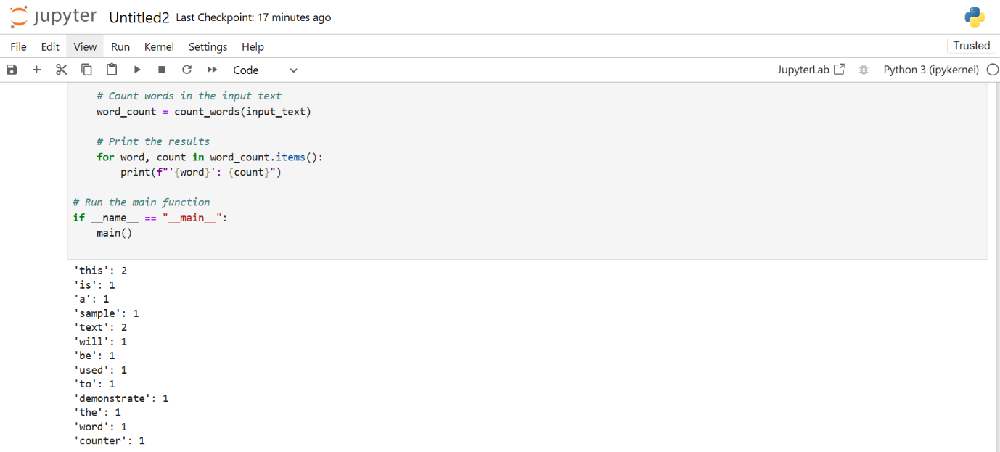 jupyter Untitled2 Last Checkpoint: 17 minutes ago
File Edit View Run Kernel Settings Help Trusted
Code JupyterLab Python 3 (ipykernel)
    # Count words in the input text
    word_count = count_words(input_text)

    # Print the results
    for word, count in word_count.items():
        print(f"'{word}': {count}")

# Run the main function
if __name__ == "__main__":
    main()

'this': 2
'is': 1
'a': 1
'sample': 1
'text': 2
'will': 1
'be': 1
'used': 1
'to': 1
'demonstrate': 1
'the': 1
'word': 1
'counter': 1